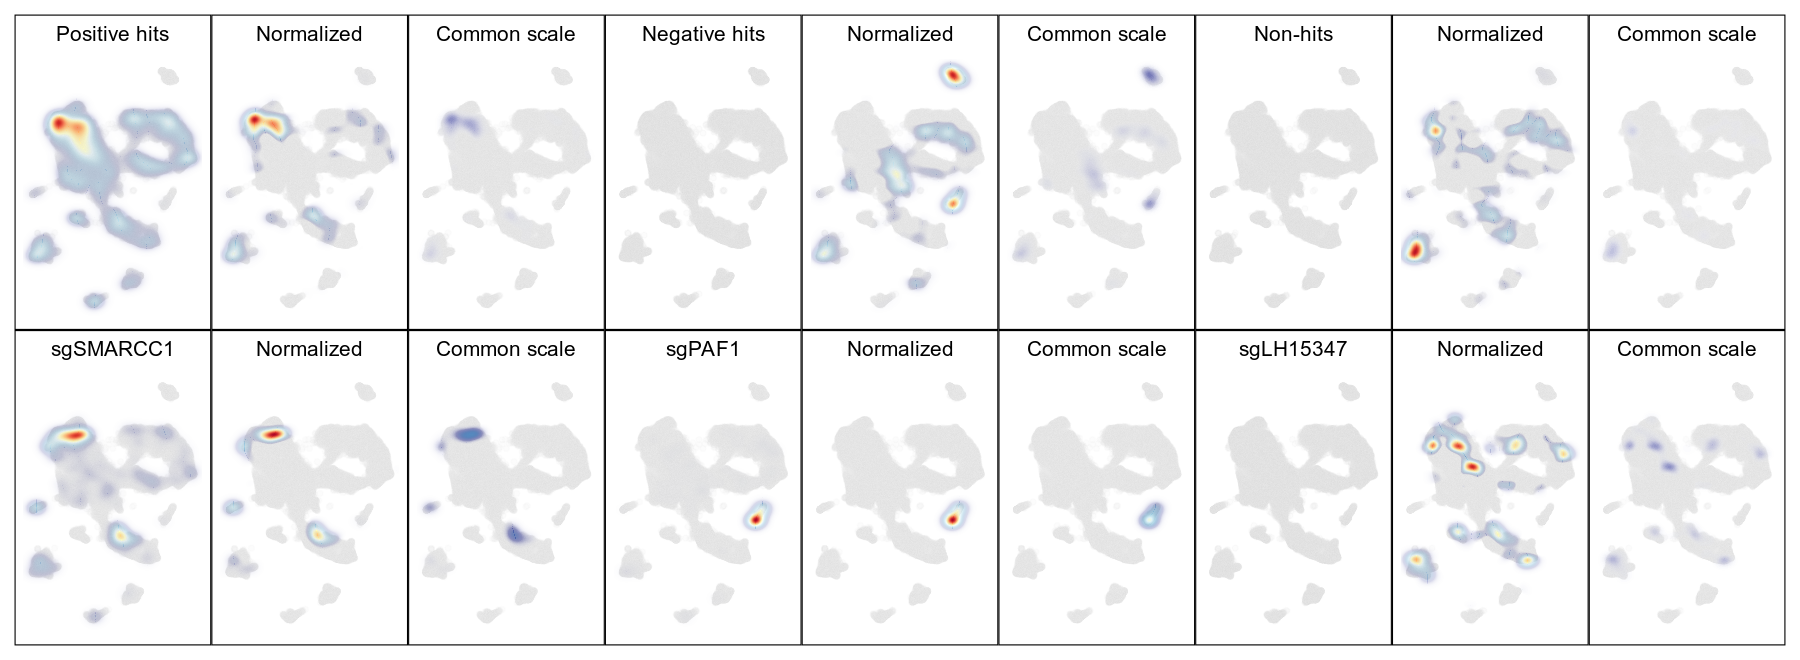 Positive hits
Normalized
Common scale
Negative hits
Normalized
Common scale
Non-hits
Normalized
Common scale
sgSMARCC1
Normalized
Common scale
sgPAF1
Normalized
Common scale
sgLH15347
Normalized
Common scale